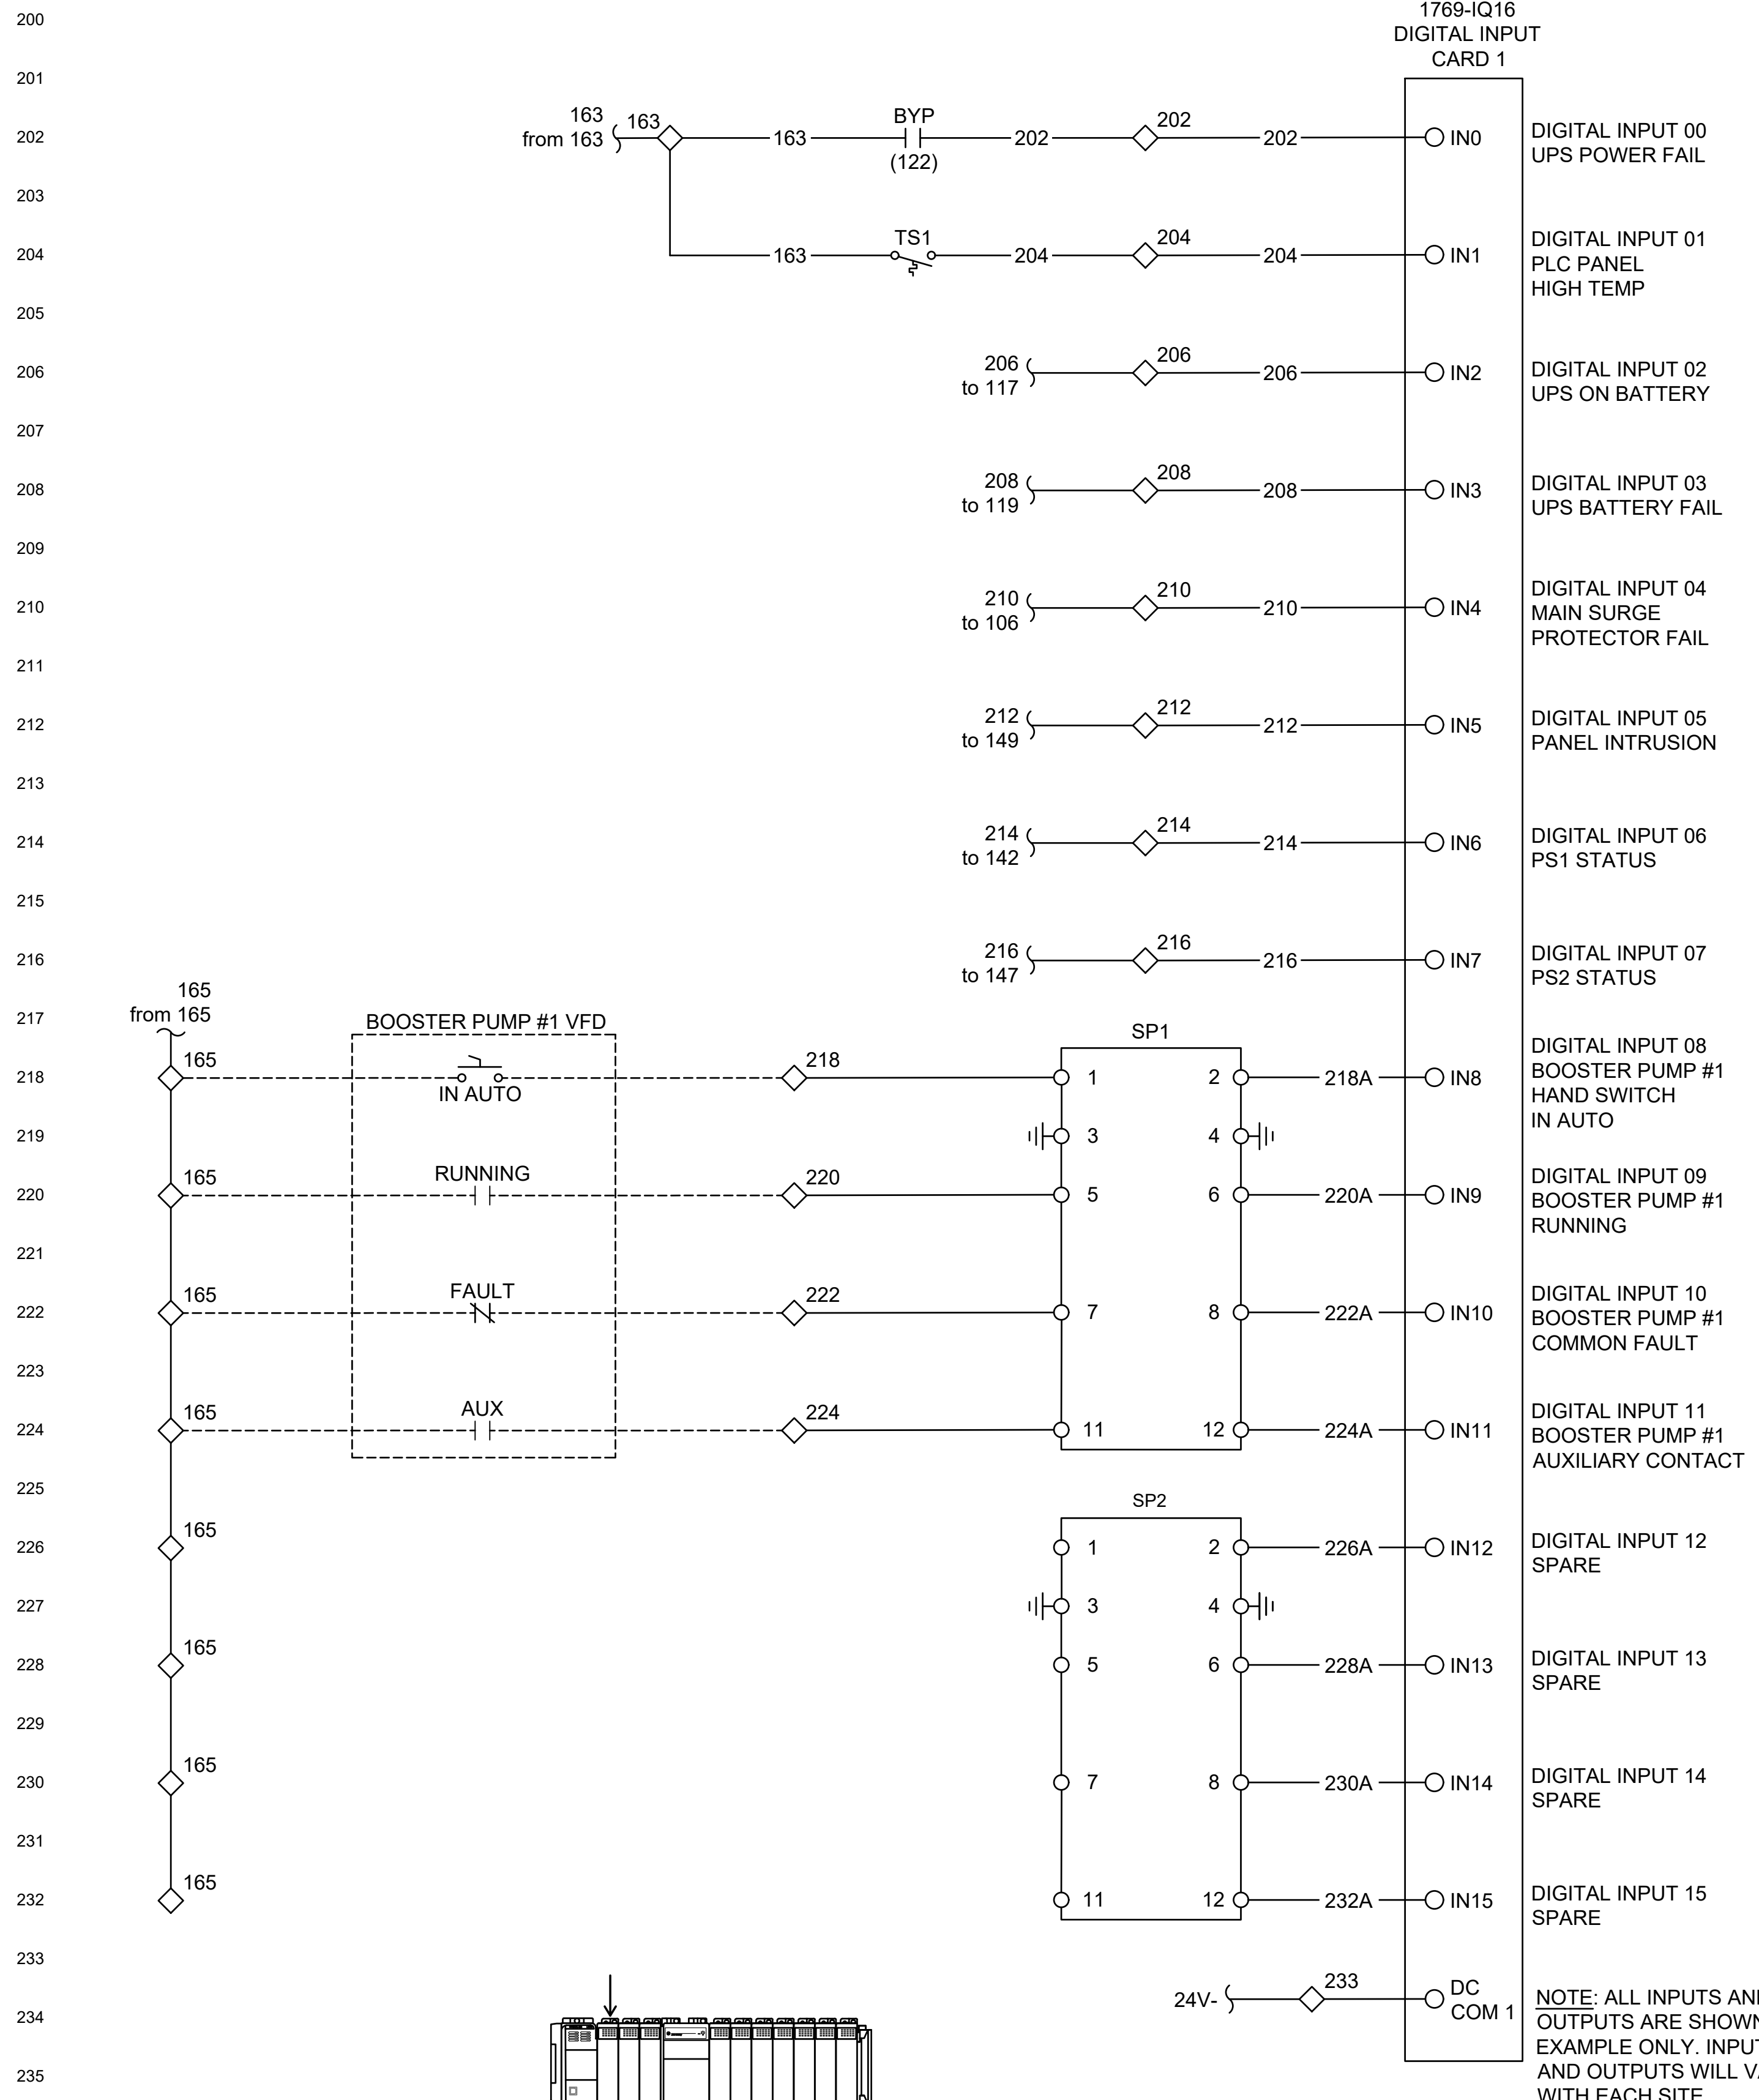 200
1769-IQ16
DIGITAL INPUT
CARD 1
201
163
from 163
163
163
BYP
(122)
202
202
202
IN0
DIGITAL INPUT 00
UPS POWER FAIL
202
203
204
163
TS1
204
204
204
IN1
DIGITAL INPUT 01
PLC PANEL
HIGH TEMP
205
206
206
to 117
206
206
IN2
DIGITAL INPUT 02
UPS ON BATTERY
207
208
208
to 119
208
208
IN3
DIGITAL INPUT 03
UPS BATTERY FAIL
209
210
210
to 106
210
210
IN4
DIGITAL INPUT 04
MAIN SURGE
PROTECTOR FAIL
211
212
212
to 149
212
212
IN5
DIGITAL INPUT 05
PANEL INTRUSION
213
214
214
to 142
214
214
IN6
DIGITAL INPUT 06
PS1 STATUS
215
216
216
to 147
216
216
IN7
DIGITAL INPUT 07
PS2 STATUS
217
165
from 165
BOOSTER PUMP #1 VFD
SP1
218
165
IN AUTO
218
1
2
218A
IN8
DIGITAL INPUT 08
BOOSTER PUMP #1
HAND SWITCH
IN AUTO
219
3
4
220
165
RUNNING
220
5
6
220A
IN9
DIGITAL INPUT 09
BOOSTER PUMP #1
RUNNING
221
222
165
FAULT
222
7
8
222A
IN10
DIGITAL INPUT 10
BOOSTER PUMP #1
COMMON FAULT
223
224
165
AUX
224
11
12
224A
IN11
DIGITAL INPUT 11
BOOSTER PUMP #1
AUXILIARY CONTACT
225
SP2
226
165
1
2
226A
IN12
DIGITAL INPUT 12
SPARE
227
3
4
228
165
5
6
228A
IN13
DIGITAL INPUT 13
SPARE
229
230
165
7
8
230A
IN14
DIGITAL INPUT 14
SPARE
231
232
165
11
12
232A
IN15
DIGITAL INPUT 15
SPARE
233
24V-
233
DC
COM 1
234
235
NOTE: ALL INPUTS AN
OUTPUTS ARE SHOWN
EXAMPLE ONLY. INPUT
AND OUTPUTS WILL
WITH EACH SITE